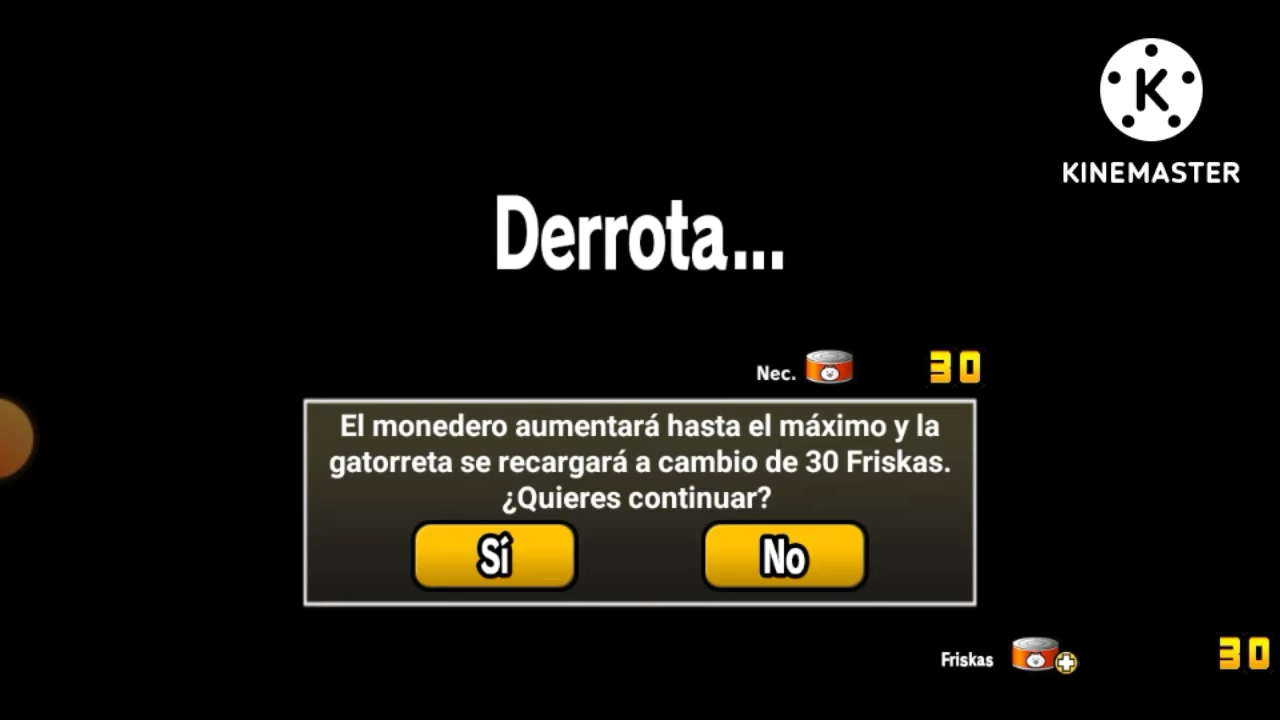 K
KINEMASTER
Derrota...
Nec. 30
El monedero aumentará hasta el máximo y la
gatorreta se recargará a cambio de 30 Friskas.
¿Quieres continuar?
Sí No
Friskas 30